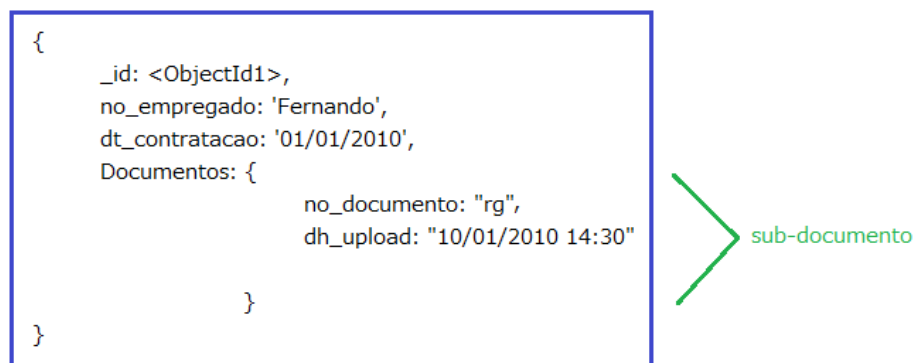 {
_id: <ObjectId1>,
no_empregado: 'Fernando',
dt_contratacao: '01/01/2010',
Documentos: {
no_documento: "rg",
dh_upload: "10/01/2010 14:30"
sub-documento
}
}